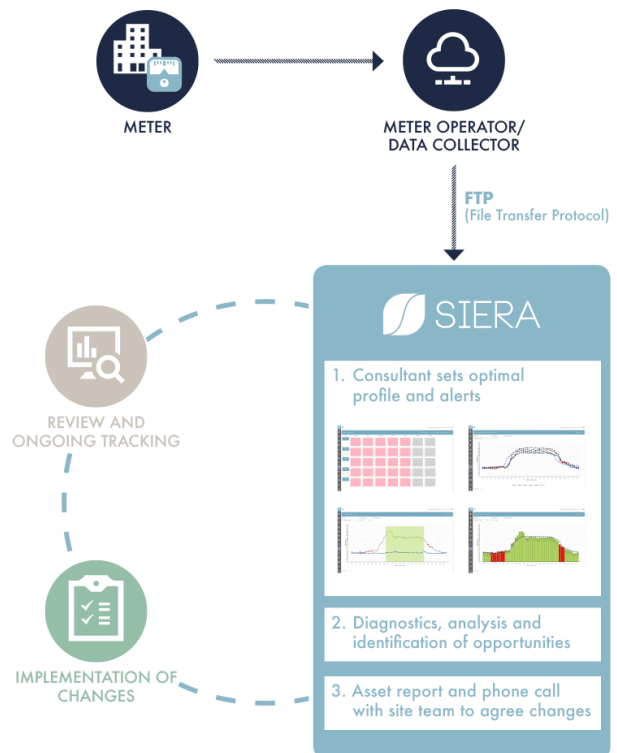 METER
METER OPERATOR/
DATA COLLECTOR
FTP
(File Transfer Protocol)
SIERA
1. Consultant sets optimal
profile and alerts
2. Diagnostics, analysis and
identification of opportunities
3. Asset report and phone call
with site team to agree changes
REVIEW AND
ONGOING TRACKING
IMPLEMENTATION OF
CHANGES